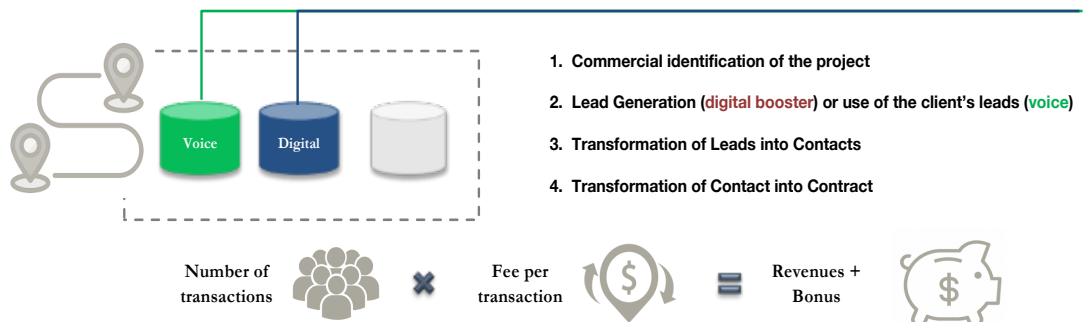 Voice
Digital
1. Commercial identification of the project
2. Lead Generation (digital booster) or use of the client's leads (voice)
3. Transformation of Leads into Contacts
4. Transformation of Contact into Contract
Number of
transactions
Fee per
transaction
$
Revenues +
Bonus
$